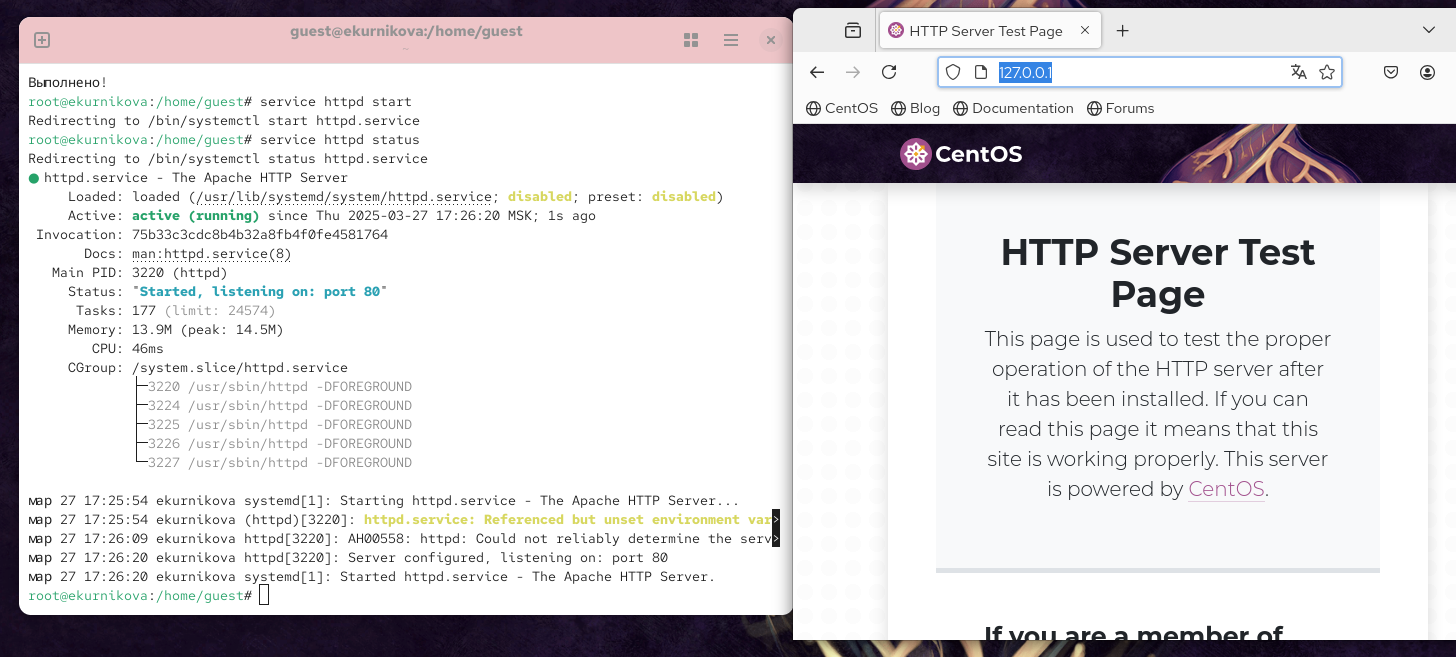 guest@ekurnikova:/home/guest
~
Выполнено!
root@ekurnikova:/home/guest# service httpd start
Redirecting to /bin/systemctl start httpd.service
root@ekurnikova:/home/guest# service httpd status
Redirecting to /bin/systemctl status httpd.service
● httpd.service - The Apache HTTP Server
Loaded: loaded (/usr/lib/systemd/system/httpd.service; disabled; preset: disabled)
Active: active (running) since Thu 2025-03-27 17:26:20 MSK; 1s ago
Invocation: 75b33c3cdc8b4b32a8fb4f0fe4581764
Docs: man:httpd.service(8)
Main PID: 3220 (httpd)
Status: "Started, listening on: port 80"
Tasks: 177 (limit: 24574)
Memory: 13.9M (peak: 14.5M)
CPU: 46ms
CGroup: /system.slice/httpd.service
├─3220 /usr/sbin/httpd -DFOREGROUND
├─3224 /usr/sbin/httpd -DFOREGROUND
├─3225 /usr/sbin/httpd -DFOREGROUND
├─3226 /usr/sbin/httpd -DFOREGROUND
└─3227 /usr/sbin/httpd -DFOREGROUND
мар 27 17:25:54 ekurnikova systemd[1]: Starting httpd.service - The Apache HTTP Server...
мар 27 17:25:54 ekurnikova (httpd)[3220]: httpd.service: Referenced but unset environment var>
мар 27 17:26:09 ekurnikova httpd[3220]: AH00558: httpd: Could not reliably determine the serv>
мар 27 17:26:20 ekurnikova httpd[3220]: Server configured, listening on: port 80
мар 27 17:26:20 ekurnikova systemd[1]: Started httpd.service - The Apache HTTP Server.
root@ekurnikova:/home/guest#
HTTP Server Test Page
127.0.0.1
CentOS Blog Documentation Forums
CentOS
HTTP Server Test
Page
This page is used to test the proper
operation of the HTTP server after
it has been installed. If you can
read this page it means that this
site is working properly. This server
is powered by CentOS.
If you are a member of